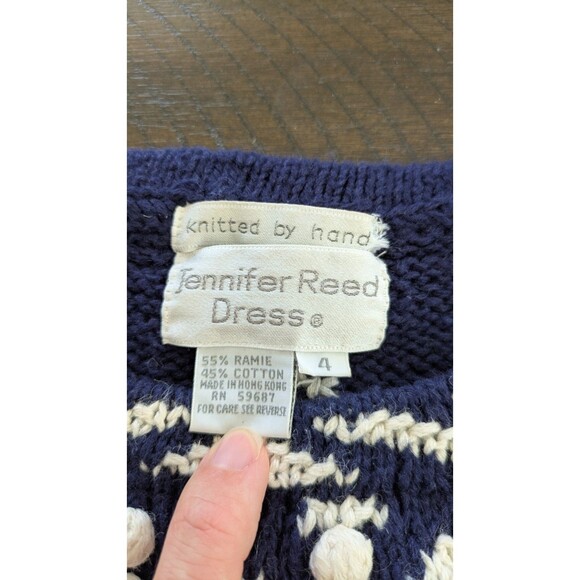 knitted by hand
Jennifer Reed
Dress®
4
55% RAMIE
45% COTTON
MADE IN HONG KONG
RN 59687
FOR CARE SEE REVERSE